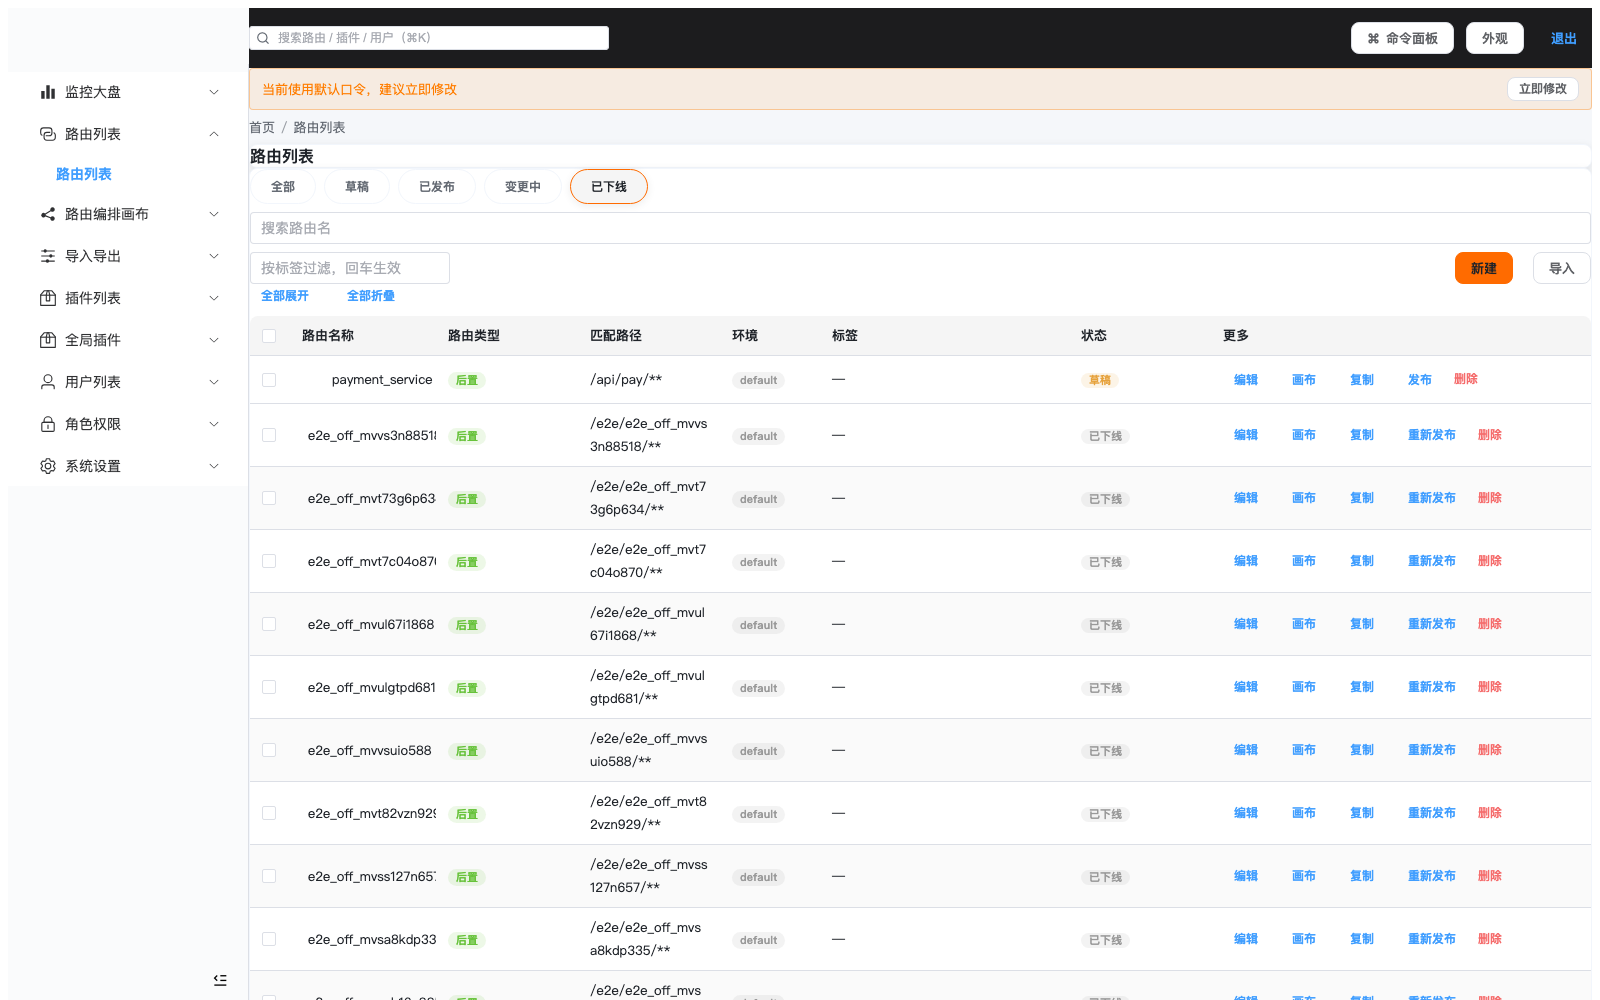 搜索路由 / 插件 / 用户（⌘K）
⌘ 命令面板
外观
退出
当前使用默认口令，建议立即修改
立即修改
监控大盘
路由列表
路由列表
路由编排画布
导入导出
插件列表
全局插件
用户列表
角色权限
系统设置
首页 / 路由列表
路由列表
全部 草稿 已发布 变更中 已下线
搜索路由名
按标签过滤，回车生效
新建 导入
全部展开 全部折叠
路由名称 路由类型 匹配路径 环境 标签 状态 更多
payment_service 后置 /api/pay/** default — 草稿 编辑 画布 复制 发布 删除
e2e_off_mvvs3n88518 后置 /e2e/e2e_off_mvvs
3n88518/** default — 已下线 编辑 画布 复制 重新发布 删除
e2e_off_mvt73g6p63 后置 /e2e/e2e_off_mvt7
3g6p634/** default — 已下线 编辑 画布 复制 重新发布 删除
e2e_off_mvt7c04o870 后置 /e2e/e2e_off_mvt7
c04o870/** default — 已下线 编辑 画布 复制 重新发布 删除
e2e_off_mvul67i1868 后置 /e2e/e2e_off_mvul
67i1868/** default — 已下线 编辑 画布 复制 重新发布 删除
e2e_off_mvulgtpd681 后置 /e2e/e2e_off_mvul
gtpd681/** default — 已下线 编辑 画布 复制 重新发布 删除
e2e_off_mvvsuio588 后置 /e2e/e2e_off_mvvs
uio588/** default — 已下线 编辑 画布 复制 重新发布 删除
e2e_off_mvt82vzn929 后置 /e2e/e2e_off_mvt8
2vzn929/** default — 已下线 编辑 画布 复制 重新发布 删除
e2e_off_mvss127n657 后置 /e2e/e2e_off_mvss
127n657/** default — 已下线 编辑 画布 复制 重新发布 删除
e2e_off_mvsa8kdp33 后置 /e2e/e2e_off_mvs
a8kdp335/** default — 已下线 编辑 画布 复制 重新发布 删除
/e2e/e2e_off_mvs